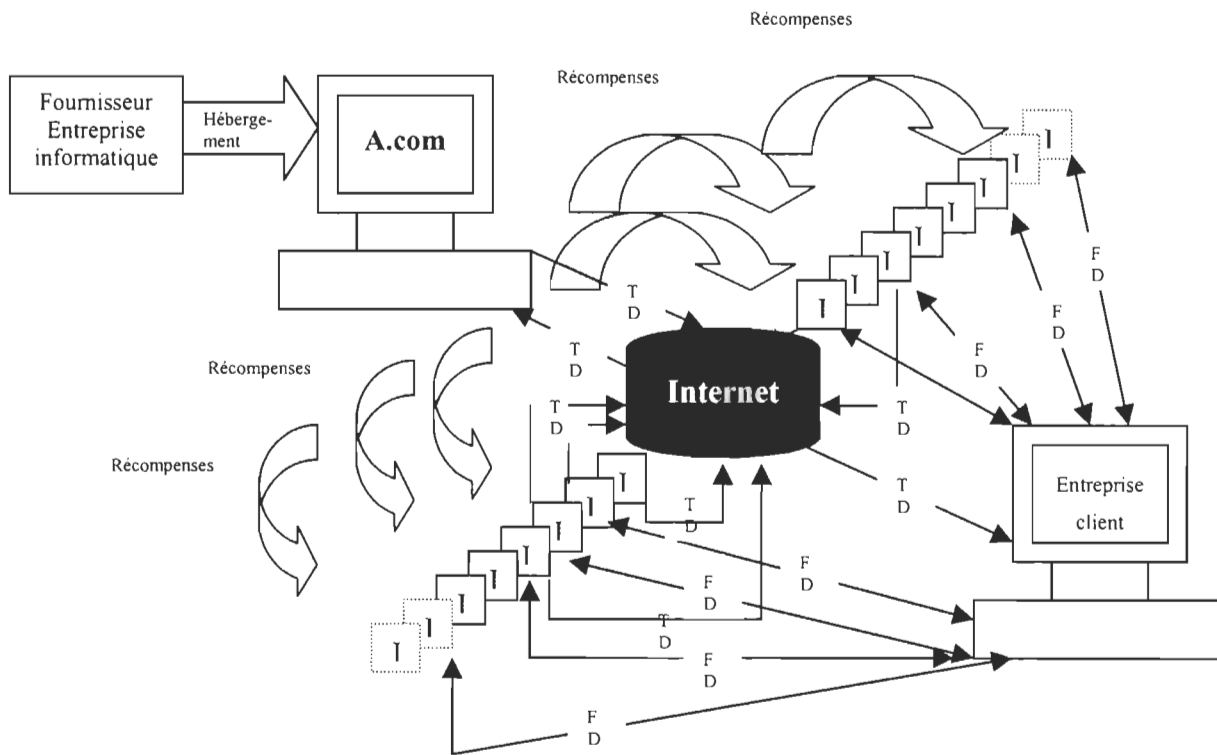 Récompenses
Récompenses
Fournisseur
Entreprise
informatique
Héberge-
ment
A.com
I
I
I
I
I
I
I
I
F
D
T
D
F
D
F
D
T
D
Récompenses
Internet
T
D
T
D
Récompenses
I
I
I
I
I
I
I
I
T
D
T
D
Entreprise
client
F
D
F
D
T
D
F
D
F
D